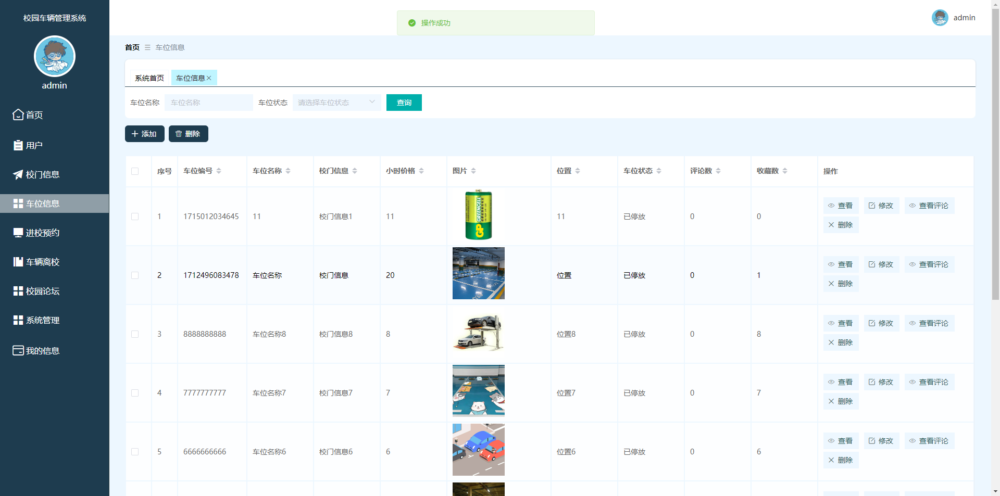 校园车辆管理系统
admin
首页
用户
校门信息
车位信息
进校预约
车辆离校
校园论坛
系统管理
我的信息
操作成功
admin
首页 三 车位信息
系统首页 车位信息
车位名称 车位名称 车位状态 请选择车位状态 查询
添加 删除
序号 车位编号 车位名称 校门信息 小时价格 图片 位置 车位状态 评论数 收藏数 操作
1 1715012034645 11 校门信息1 11 GP GREENCELL 11 已停放 0 0 查看 修改 查看评论
删除
2 1712496083478 车位名称 校门信息 20 位置 已停放 0 1 查看 修改 查看评论
删除
3 8888888888 车位名称8 校门信息8 8 位置8 已停放 0 8 查看 修改 查看评论
删除
4 7777777777 车位名称7 校门信息7 7 位置7 已停放 0 7 查看 修改 查看评论
删除
5 6666666666 车位名称6 校门信息6 6 位置6 已停放 0 6 查看 修改 查看评论
删除